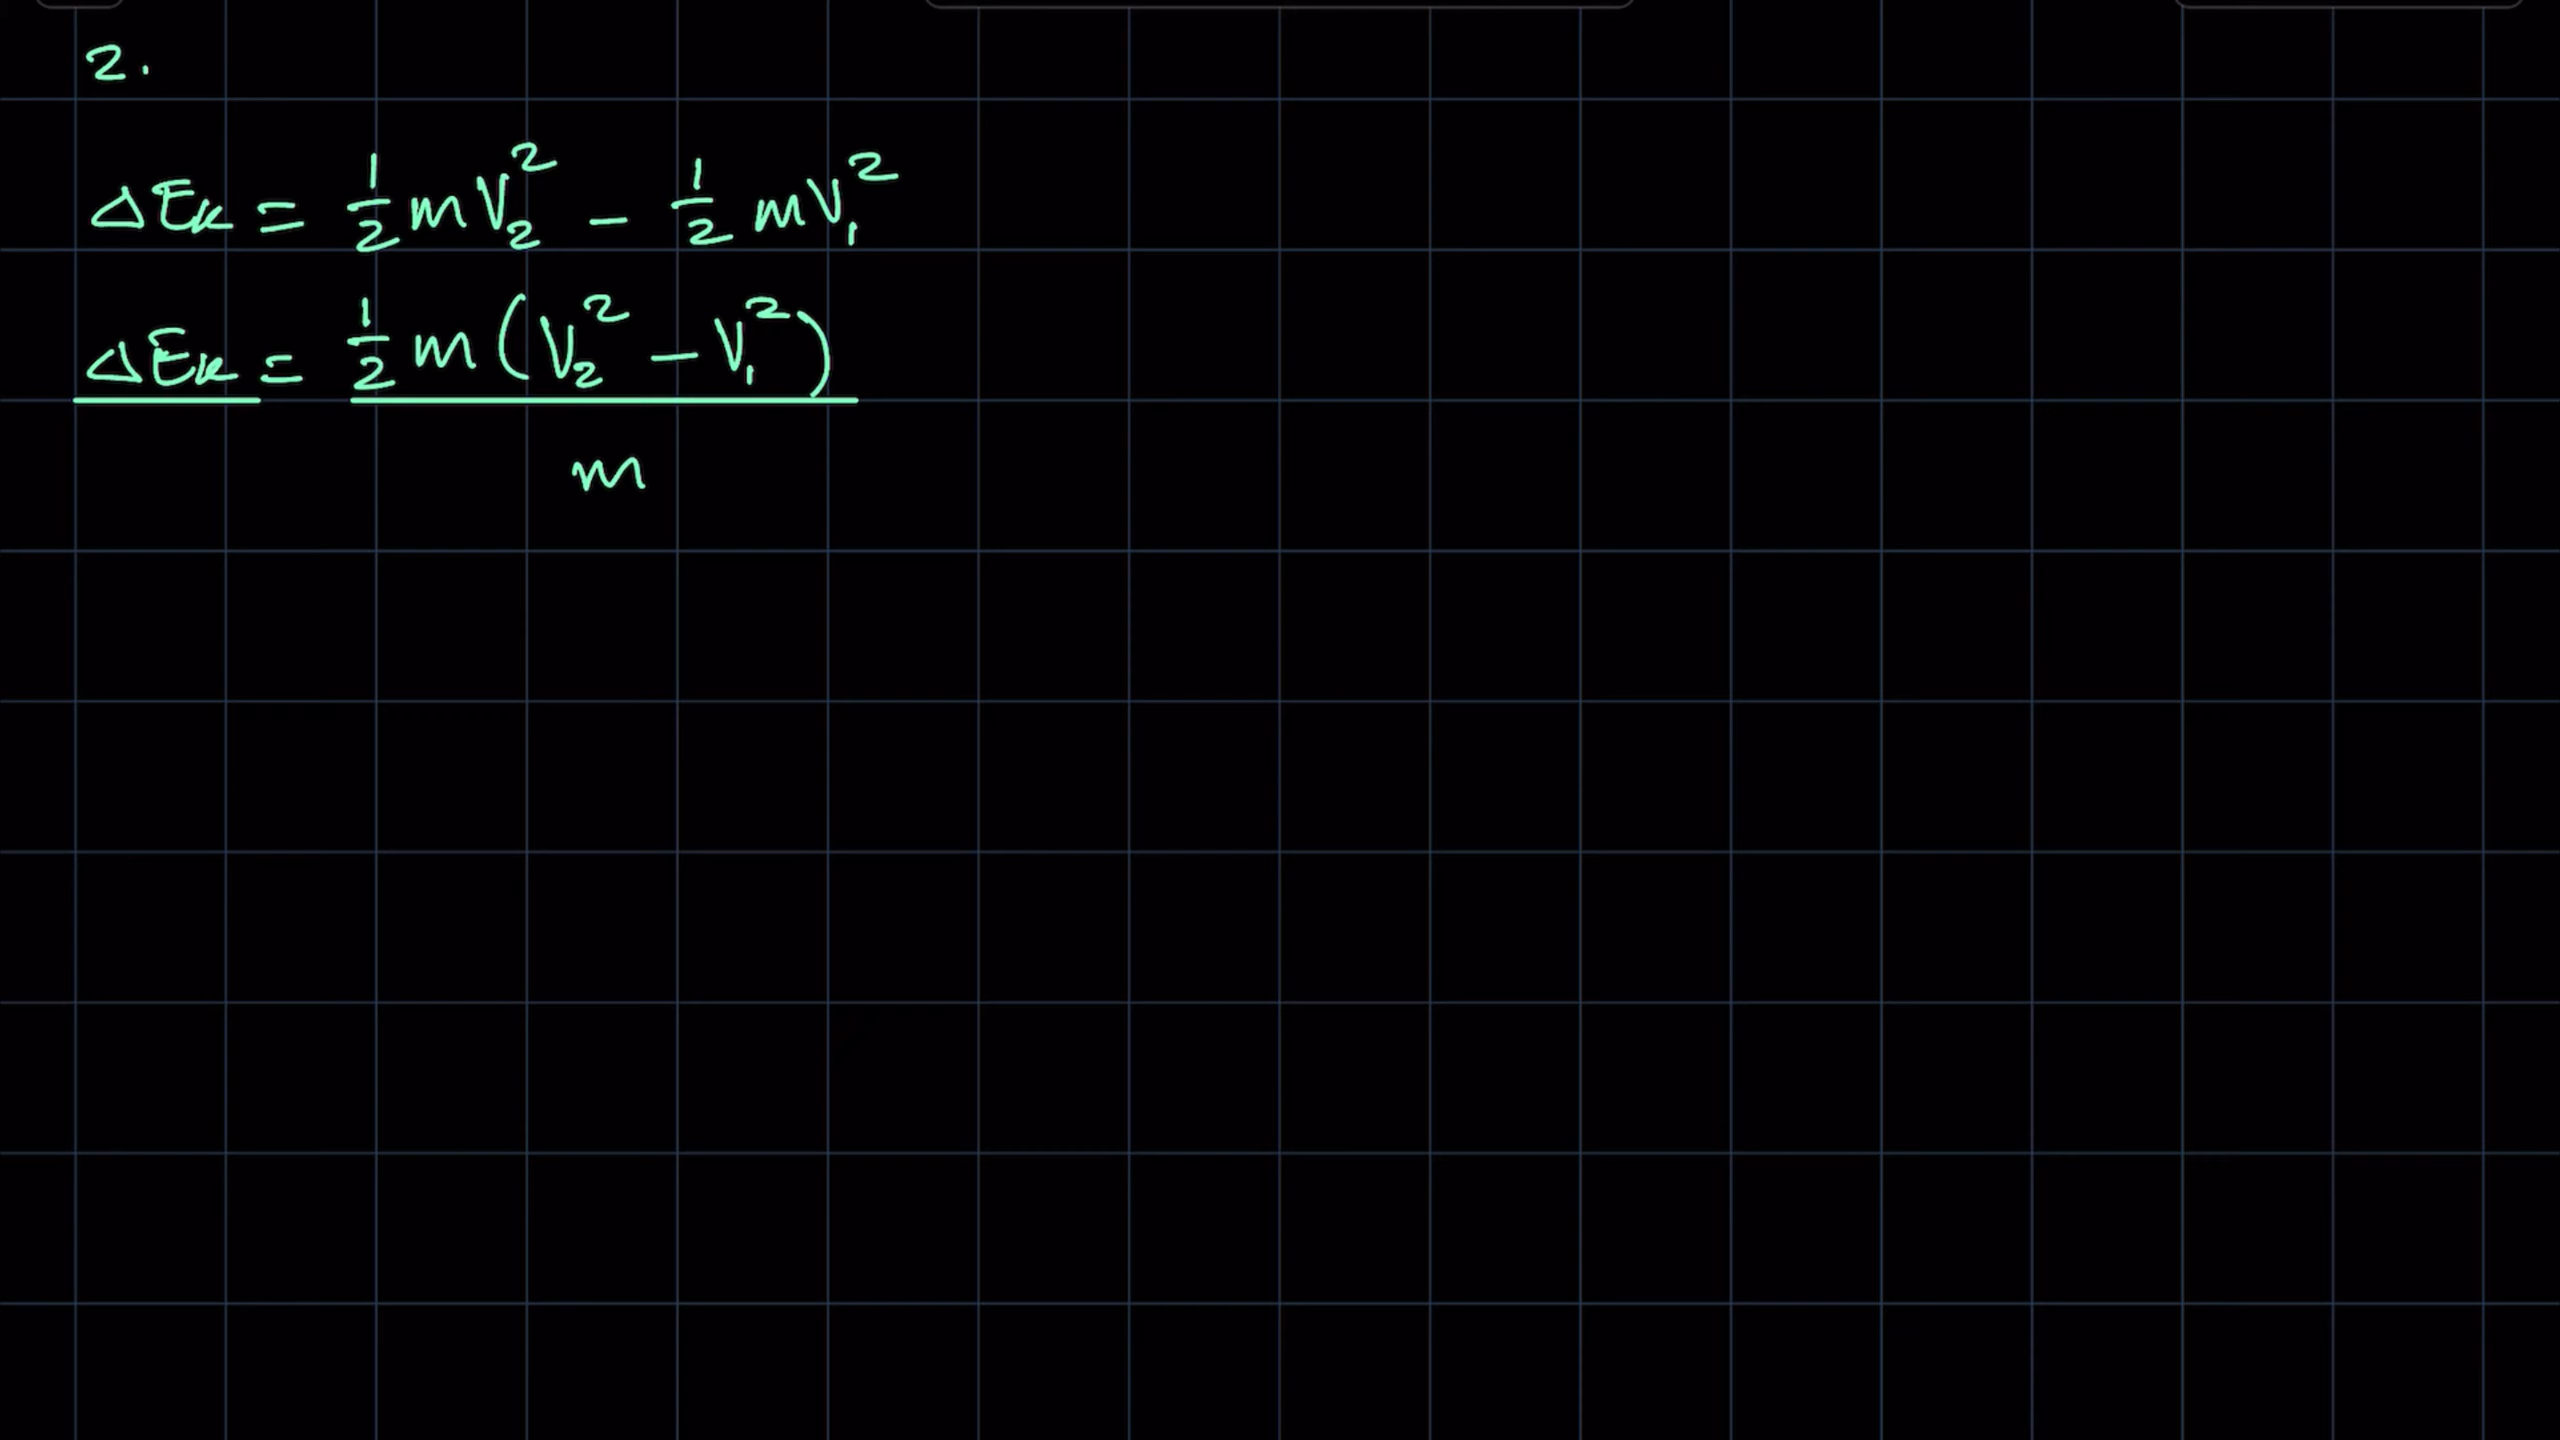 2.
ΔEk = ½mV₂² − ½mV₁²
ΔEk = ½m(V₂² − V₁²)
m